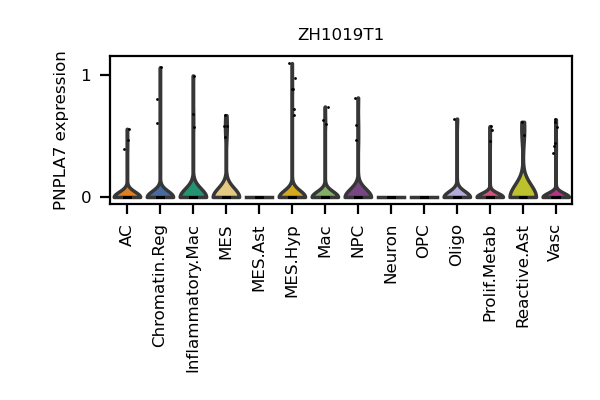 ZH1019T1
PNPLA7 expression
1
0
AC
Chromatin.Reg
Inflammatory.Mac
MES
MES.Ast
MES.Hyp
Mac
NPC
Neuron
OPC
Oligo
Prolif.Metab
Reactive.Ast
Vasc